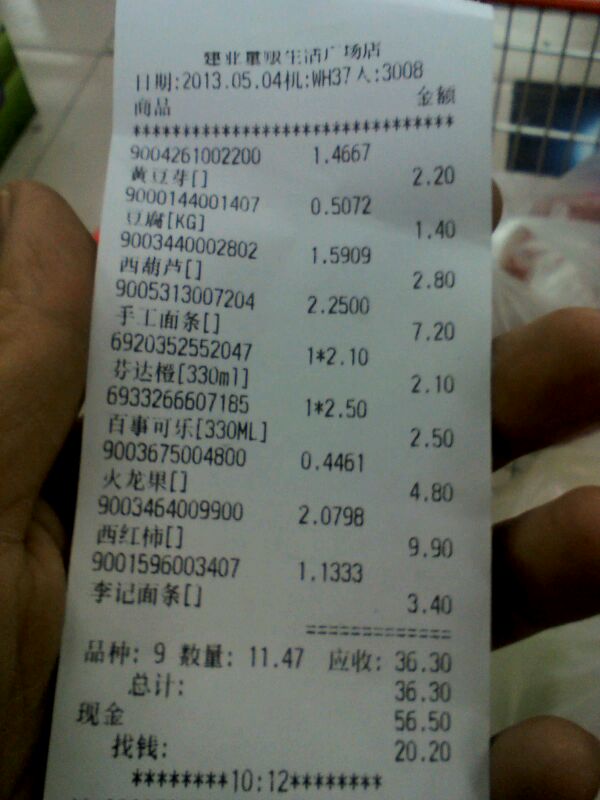 建业量贩生活广场店
日期:2013.05.04机:WH37人:3008
商品 金额
*******************************
9004261002200 1.4667
黄豆芽[] 2.20
9000144001407 0.5072
豆腐[KG] 1.40
9003440002802 1.5909
西葫芦[] 2.80
9005313007204 2.2500
手工面条[] 7.20
6920352552047 1*2.10
芬达橙[330ml] 2.10
6933266607185 1*2.50
百事可乐[330ML] 2.50
9003675004800 0.4461
火龙果[] 4.80
9003464009900 2.0798
西红柿[] 9.90
9001596003407 1.1333
李记面条[] 3.40
=============
品种: 9 数量: 11.47 应收: 36.30
总计: 36.30
现金 56.50
找钱: 20.20
********10:12********